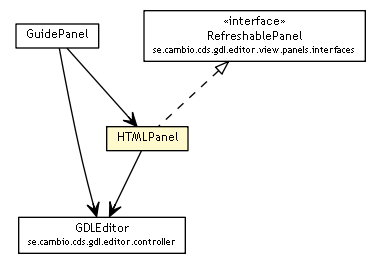 GuidePanel
«interface»
RefreshablePanel
se.cambio.cds.gdl.editor.view.panels.interfaces
HTMLPanel
GDLEditor
se.cambio.cds.gdl.editor.controller